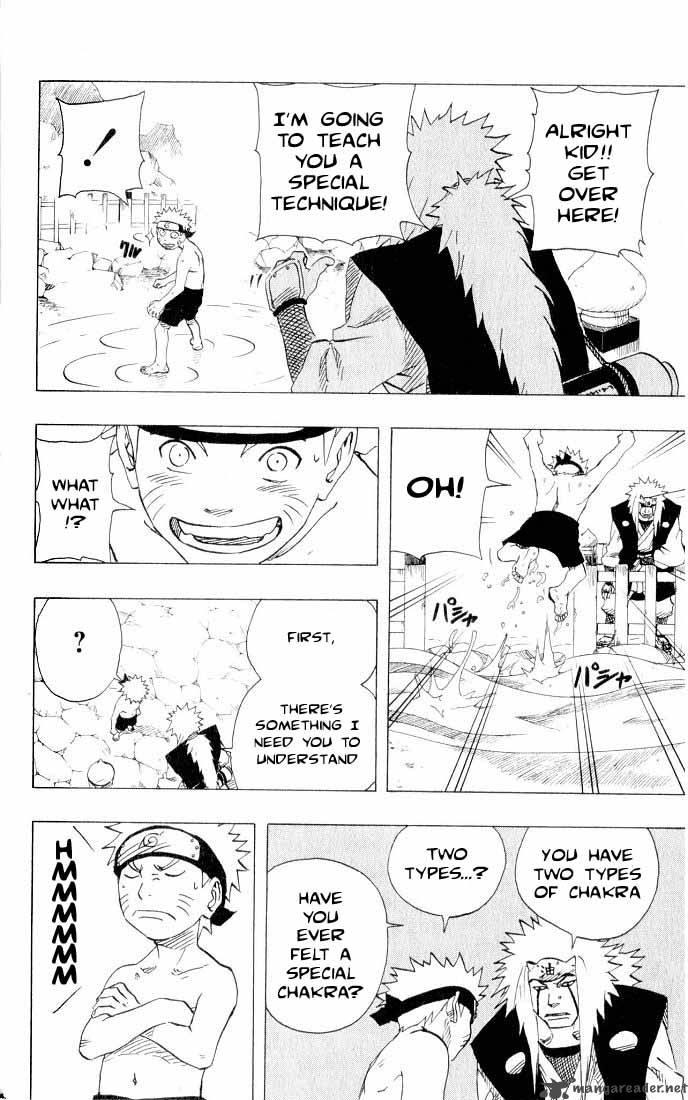 ALRIGHT
KID!!
GET
OVER
HERE!
I'M GOING
TO TEACH
YOU A
SPECIAL
TECHNIQUE!
!
クル
OH!
パシャ
パシャ
WHAT
WHAT
!?
FIRST,
THERE'S
SOMETHING I
NEED YOU TO
UNDERSTAND
?
YOU HAVE
TWO TYPES
OF CHAKRA
TWO
TYPES...?
HAVE
YOU
EVER
FELT A
SPECIAL
CHAKRA?
油
HMMMMMM
mangareader.net